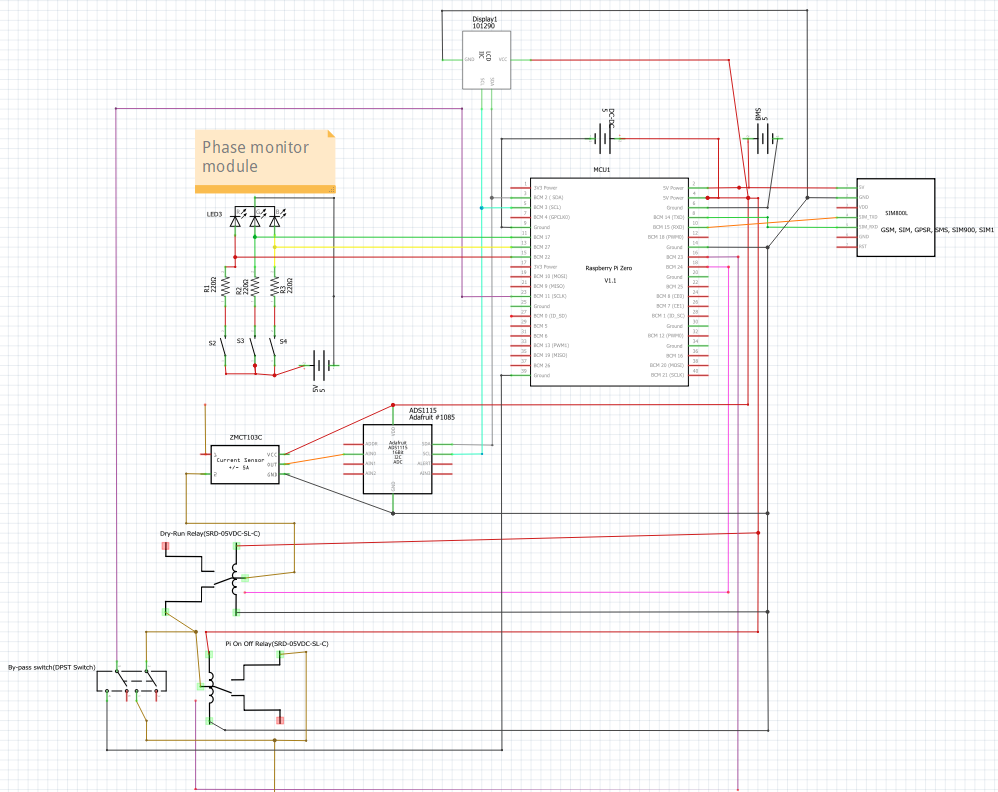 Display1
101290
I2C
LCD
GND
VCC
SCL
Phase monitor
module
DC-DC
5
BMS
5
MCU1
LED3
3V3 Power
BCM 2 ( SDA)
BCM 3 (SCL)
BCM 4 (GPCLK0)
Ground
BCM 17
BCM 27
BCM 22
3V3 Power
BCM 10 (MOSI)
BCM 9 (MISO)
BCM 11 (SCLK)
Ground
BCM 0 (ID_SD)
BCM 5
BCM 6
BCM 13 (PWM1)
BCM 19 (MISO)
BCM 26
Ground
Raspberry Pi Zero
V1.1
5V Power
5V Power
Ground
BCM 14 (TXD)
BCM 15 (RXD)
BCM 18 (PWM0)
Ground
BCM 23
BCM 24
Ground
BCM 25
BCM 8 (CE0)
BCM 7 (CE1)
BCM 1 (ID_SC)
Ground
BCM 12 (PWM0)
Ground
BCM 16
BCM 20 (MOSI)
BCM 21 (SCLK)
5V
GND
VDD
SIM_TXD
SIM_RXD
GND
RST
SIM800L
GSM, SIM, GPSR, SMS, SIM900, SIM1
R1
220Ω
R2
220Ω
R3
220Ω
S2
S3
S4
5V
5
ADS1115
Adafruit #1085
Adafruit
ADS1115
16Bit
I2C
ADC
ADDR
AIN0
AIN1
AIN2
SDA
SCL
ALERT
AIN3
GND
ZMCT103C
Current Sensor
+/- 5A
1
2
VCC
OUT
GND
Dry-Run Relay(SRD-05VDC-SL-C)
Pi On Off Relay(SRD-05VDC-SL-C)
By-pass switch(DPST Switch)